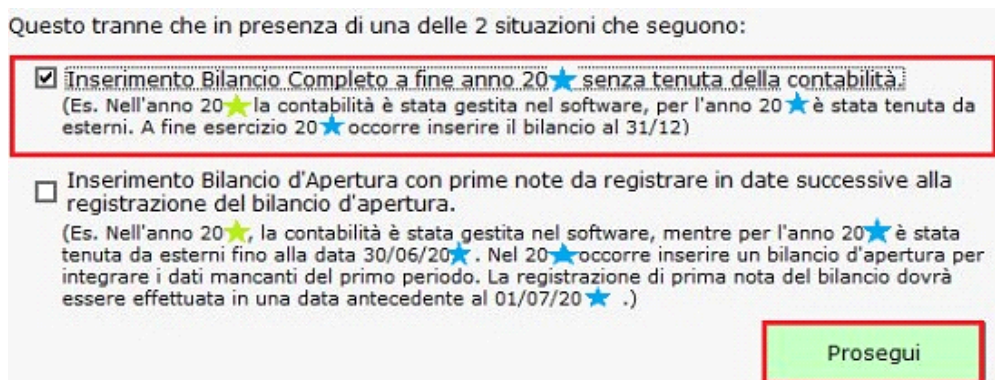 Questo tranne che in presenza di una delle 2 situazioni che seguono:
Inserimento Bilancio Completo a fine anno 20 senza tenuta della contabilità.
(Es. Nell'anno 20 la contabilità è stata gestita nel software, per l'anno 20 è stata tenuta da
esterni. A fine esercizio 20 occorre inserire il bilancio al 31/12)
Inserimento Bilancio d'Apertura con prime note da registrare in date successive alla
registrazione del bilancio d'apertura.
(Es. Nell'anno 20, la contabilità è stata gestita nel software, mentre per l'anno 20 è stata
tenuta da esterni fino alla data 30/06/20. Nel 20 occorre inserire un bilancio d'apertura per
integrare i dati mancanti del primo periodo. La registrazione di prima nota del bilancio dovrà
essere effettuata in una data antecedente al 01/07/20 .)
Prosegui